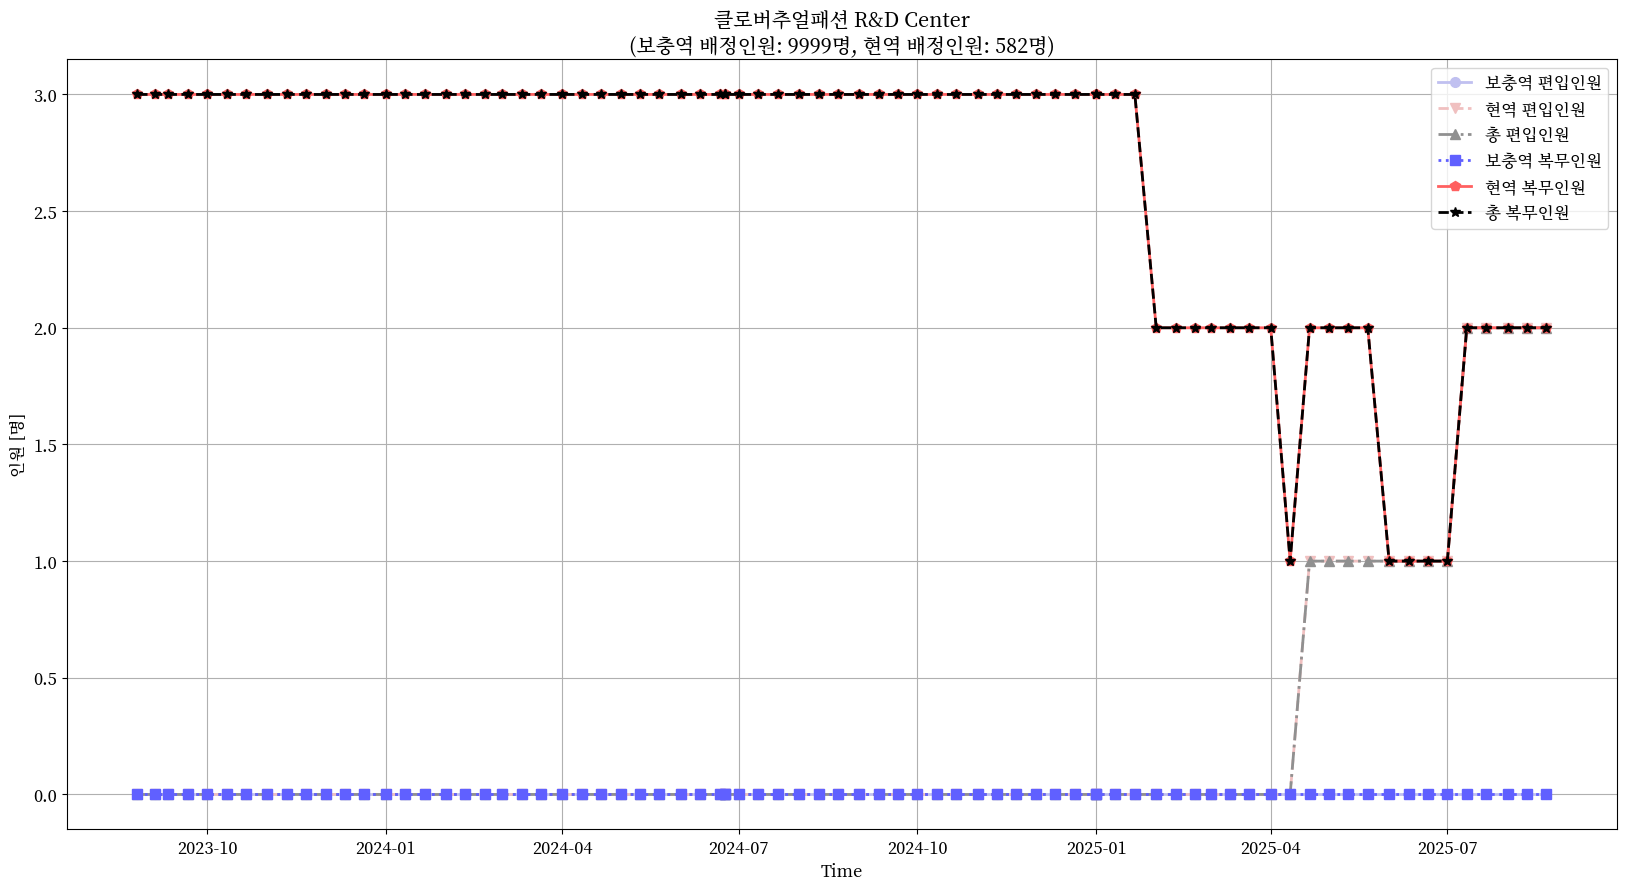 클로버추얼패션 R&D Center
(보충역 배정인원: 9999명, 현역 배정인원: 582명)
보충역 편입인원
현역 편입인원
총 편입인원
보충역 복무인원
현역 복무인원
총 복무인원
3.0
2.5
2.0
1.5
1.0
0.5
0.0
인원 [명]
2023-10
2024-01
2024-04
2024-07
2024-10
2025-01
2025-04
2025-07
Time